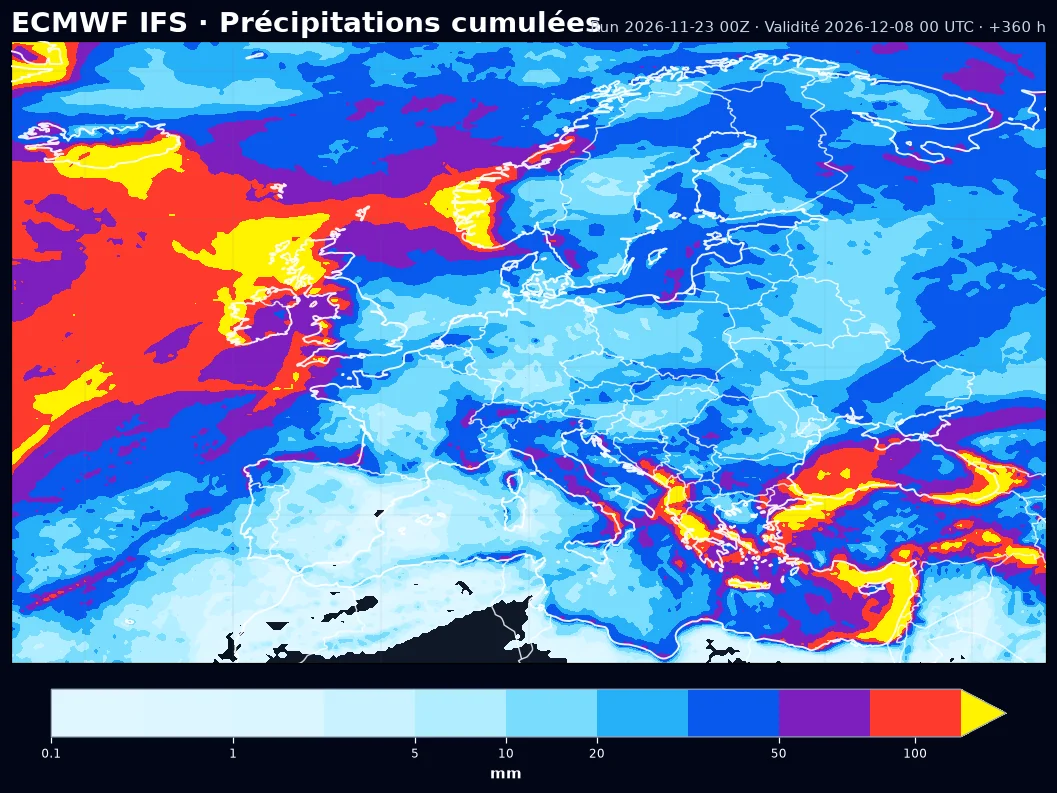 ECMWF IFS · Précipitations cumulées Run 2026-11-23 00Z · Validité 2026-12-08 00 UTC · +360 h
0.1 1 5 10 20 50 100
mm